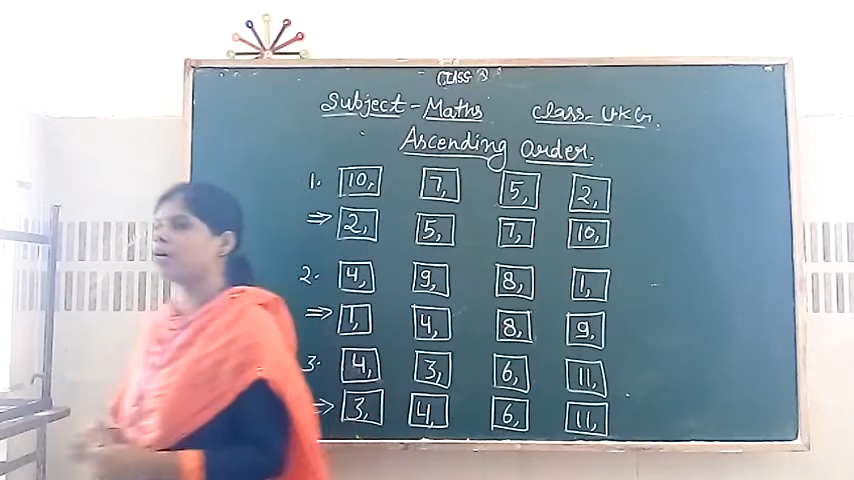 CLASS
Subject - Maths class - UKG.
Ascending order.
1. 10, 7, 5, 2,
⇒ 2, 5, 7, 10,
2. 4, 9, 8, 1,
⇒ 1, 4, 8, 9,
3. 4, 3, 6, 11,
⇒ 3, 4, 6, 11,